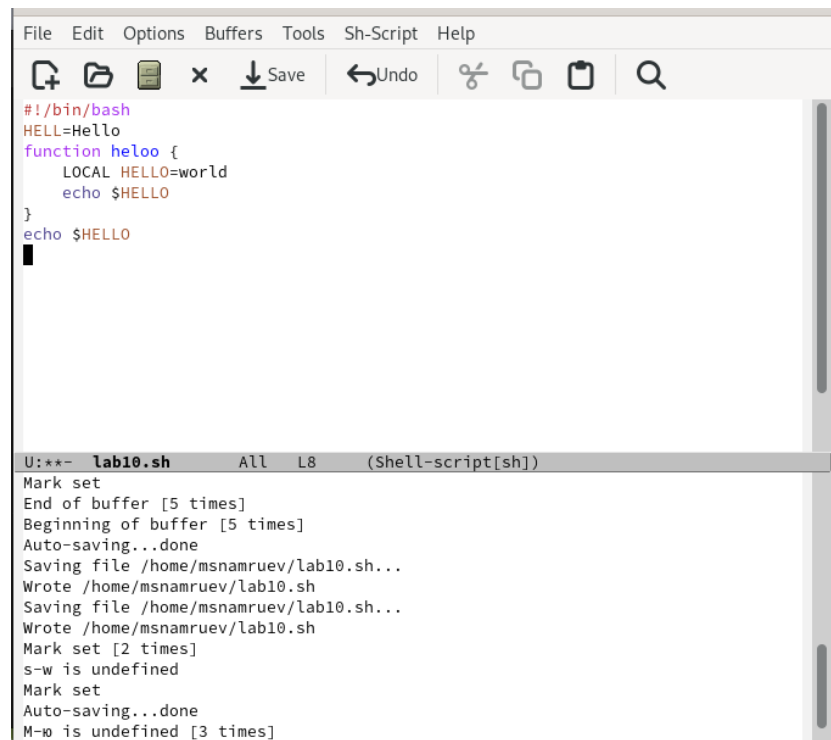 File Edit Options Buffers Tools Sh-Script Help
Save Undo
#!/bin/bash
HELL=Hello
function heloo {
    LOCAL HELLO=world
    echo $HELLO
}
echo $HELLO
U:**-  lab10.sh       All   L8     (Shell-script[sh])
Mark set
End of buffer [5 times]
Beginning of buffer [5 times]
Auto-saving...done
Saving file /home/msnamruev/lab10.sh...
Wrote /home/msnamruev/lab10.sh
Saving file /home/msnamruev/lab10.sh...
Wrote /home/msnamruev/lab10.sh
Mark set [2 times]
s-w is undefined
Mark set
Auto-saving...done
M-ю is undefined [3 times]